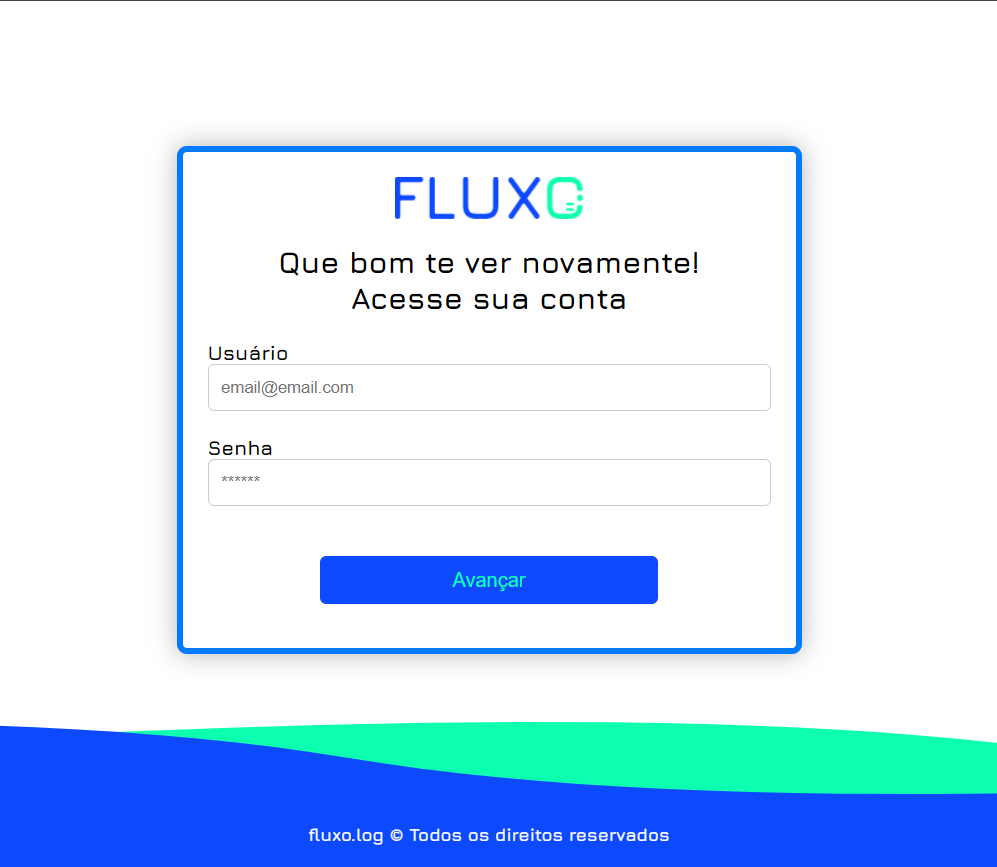 FLUXO
Que bom te ver novamente!
Acesse sua conta
Usuário
email@email.com
Senha
******
Avançar
fluxo.log © Todos os direitos reservados